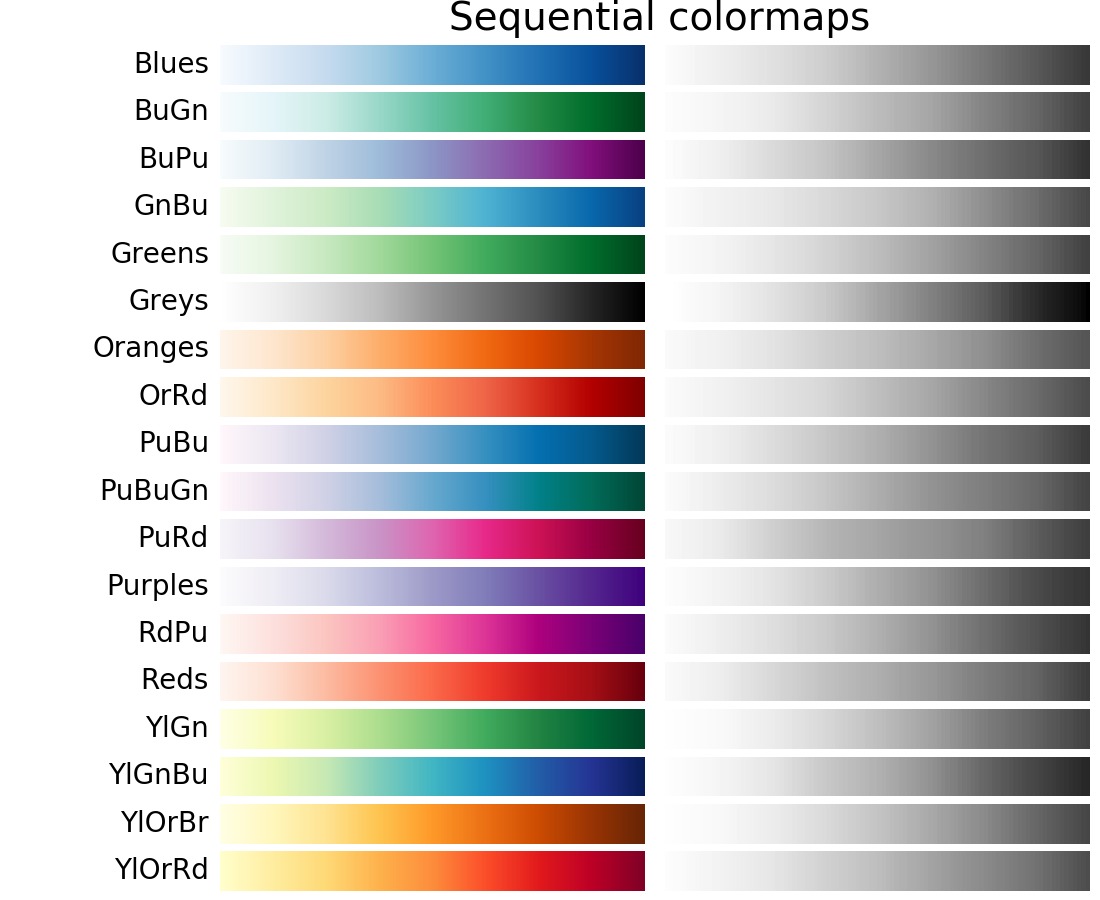 Sequential colormaps
Blues
BuGn
BuPu
GnBu
Greens
Greys
Oranges
OrRd
PuBu
PuBuGn
PuRd
Purples
RdPu
Reds
YlGn
YlGnBu
YlOrBr
YlOrRd